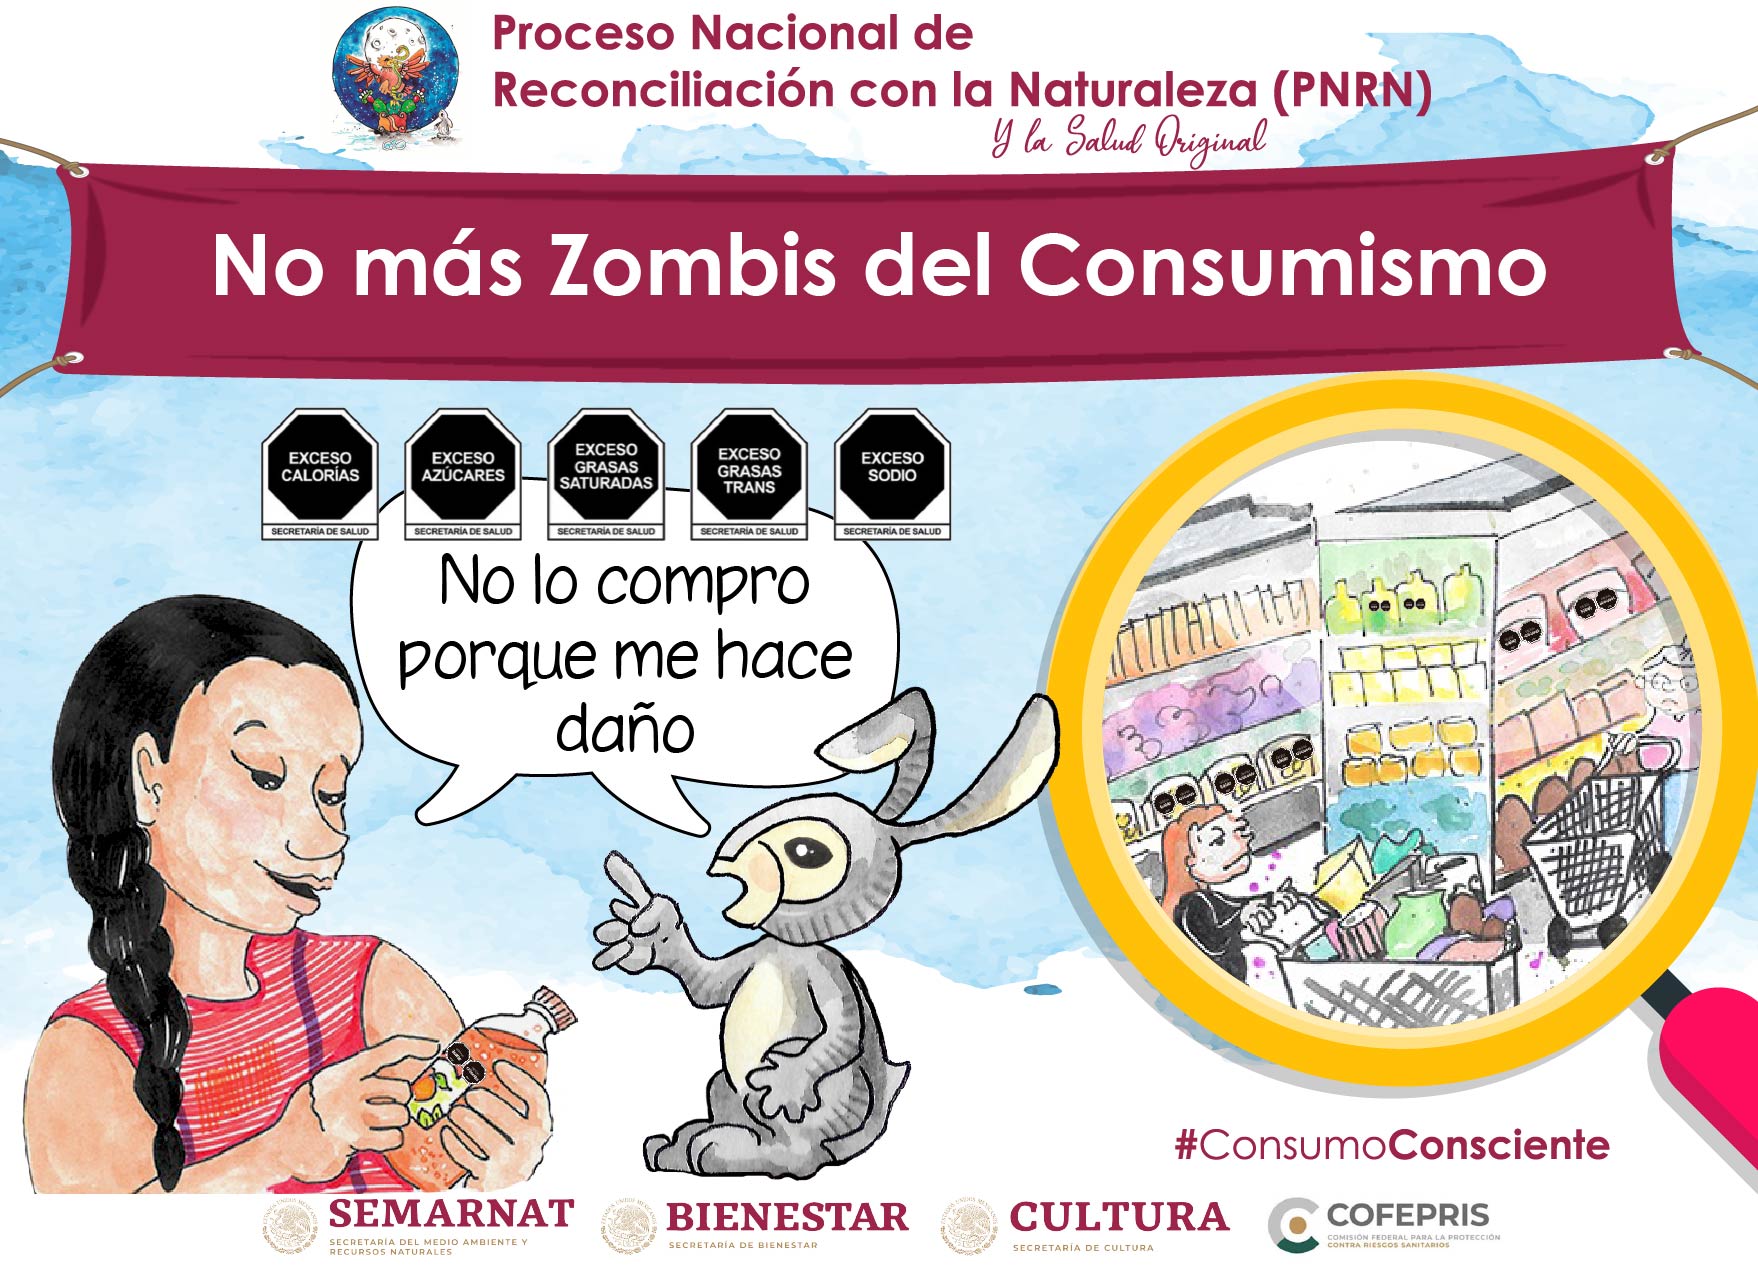 Proceso Nacional de
Reconciliación con la Naturaleza (PNRN)
Y la Salud Original
No más Zombis del Consumismo
EXCESO
CALORÍAS
SECRETARÍA DE SALUD
EXCESO
AZÚCARES
SECRETARÍA DE SALUD
EXCESO
GRASAS
SATURADAS
SECRETARÍA DE SALUD
EXCESO
GRASAS
TRANS
SECRETARÍA DE SALUD
EXCESO
SODIO
SECRETARÍA DE SALUD
No lo compro
porque me hace
daño
#ConsumoConsciente
SEMARNAT
SECRETARÍA DEL MEDIO AMBIENTE Y
RECURSOS NATURALES
BIENESTAR
SECRETARÍA DE BIENESTAR
CULTURA
SECRETARÍA DE CULTURA
COFEPRIS
COMISIÓN FEDERAL PARA LA PROTECCIÓN
CONTRA RIESGOS SANITARIOS